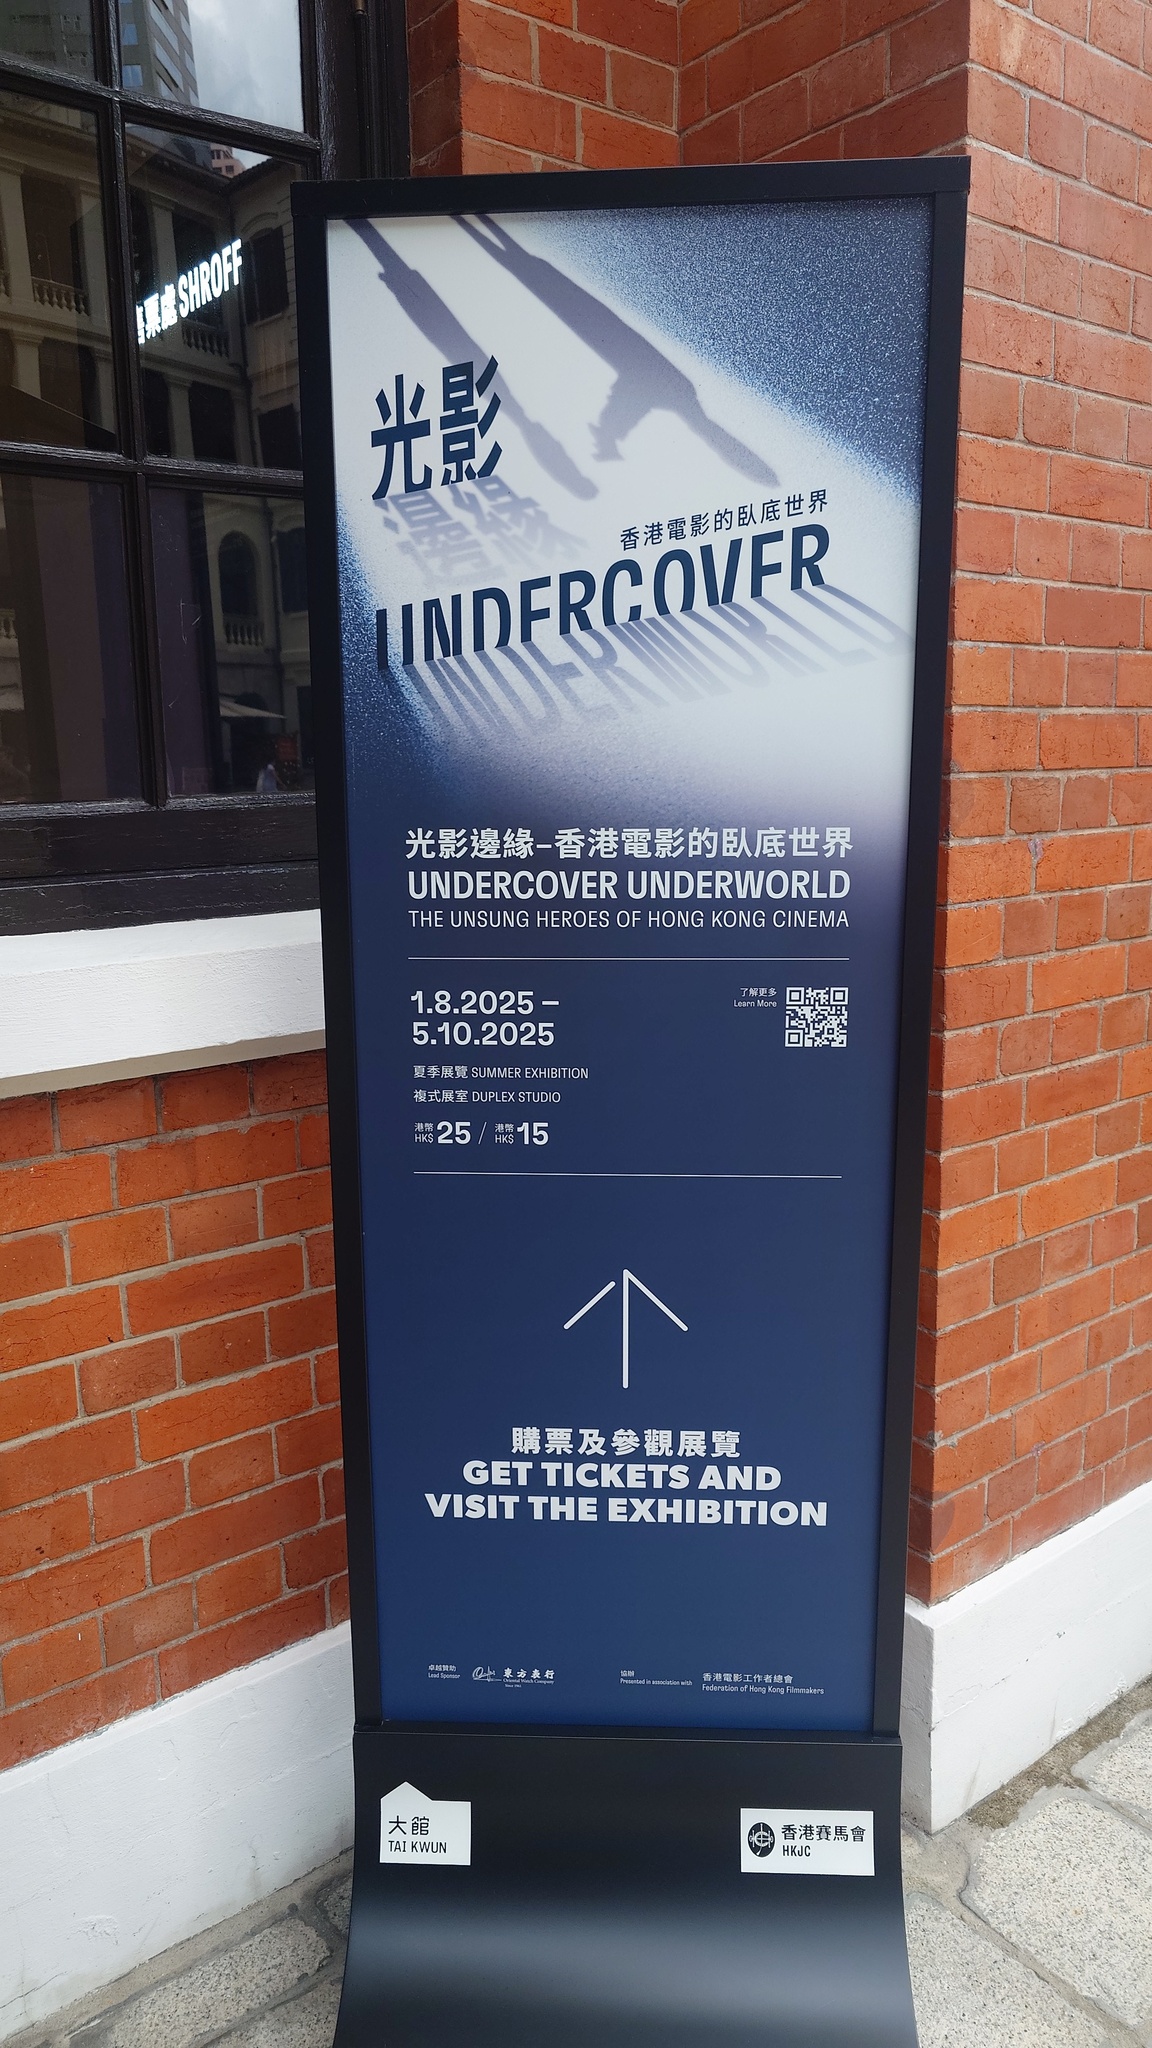 售票處 SHROFF
光影
邊緣
香港電影的臥底世界
UNDERCOVER
UNDERWORLD
光影邊緣–香港電影的臥底世界
UNDERCOVER UNDERWORLD
THE UNSUNG HEROES OF HONG KONG CINEMA
1.8.2025 –
5.10.2025
了解更多
Learn More
夏季展覽 SUMMER EXHIBITION
複式展室 DUPLEX STUDIO
港幣 HK$ 25 / 港幣 HK$ 15
購票及參觀展覽
GET TICKETS AND
VISIT THE EXHIBITION
卓越贊助
Lead Sponsor
東方表行
Oriental Watch Company
Since 1961
協辦
Presented in association with
香港電影工作者總會
Federation of Hong Kong Filmmakers
大館
TAI KWUN
香港賽馬會
HKJC